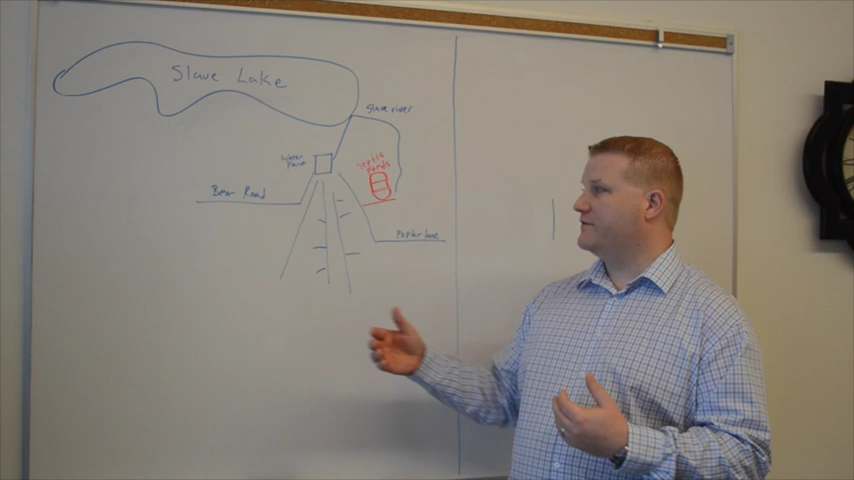 Slave Lake
Slave river
Water
Plant
Septic
Ponds
Bear Road
Poplar lane